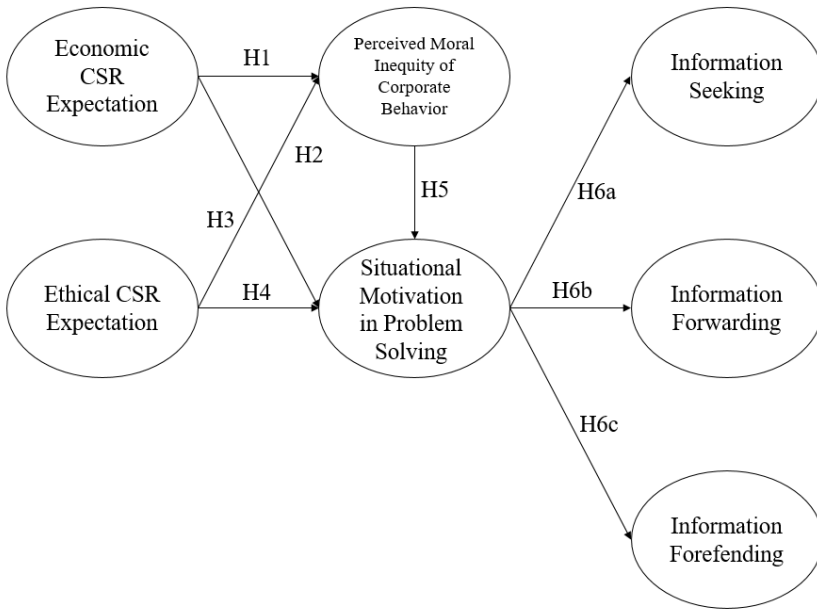 Economic
CSR
Expectation
H1
Perceived Moral
Inequity of
Corporate
Behavior
Information
Seeking
H2
H3
H5
H6a
Ethical CSR
Expectation
H4
Situational
Motivation
in Problem
Solving
H6b
Information
Forwarding
H6c
Information
Forefending